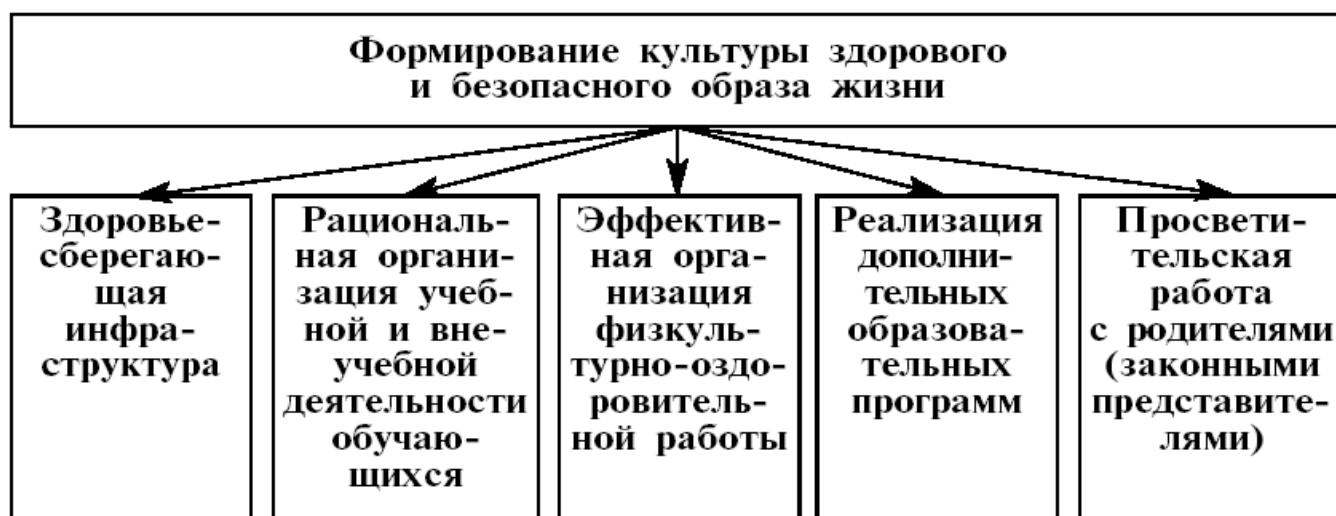 Формирование культуры здорового
и безопасного образа жизни
Здоровье-
сберегаю-
щая
инфра-
структура
Рациональ-
ная органи-
зация учеб-
ной и вне-
учебной
деятельности
обучаю-
щихся
Эффектив-
ная орга-
низация
физкуль-
турно-оздо-
ровитель-
ной работы
Реализация
дополни-
тельных
образова-
тельных
программ
Просвети-
тельская
работа
с родителями
(законными
представите-
лями)